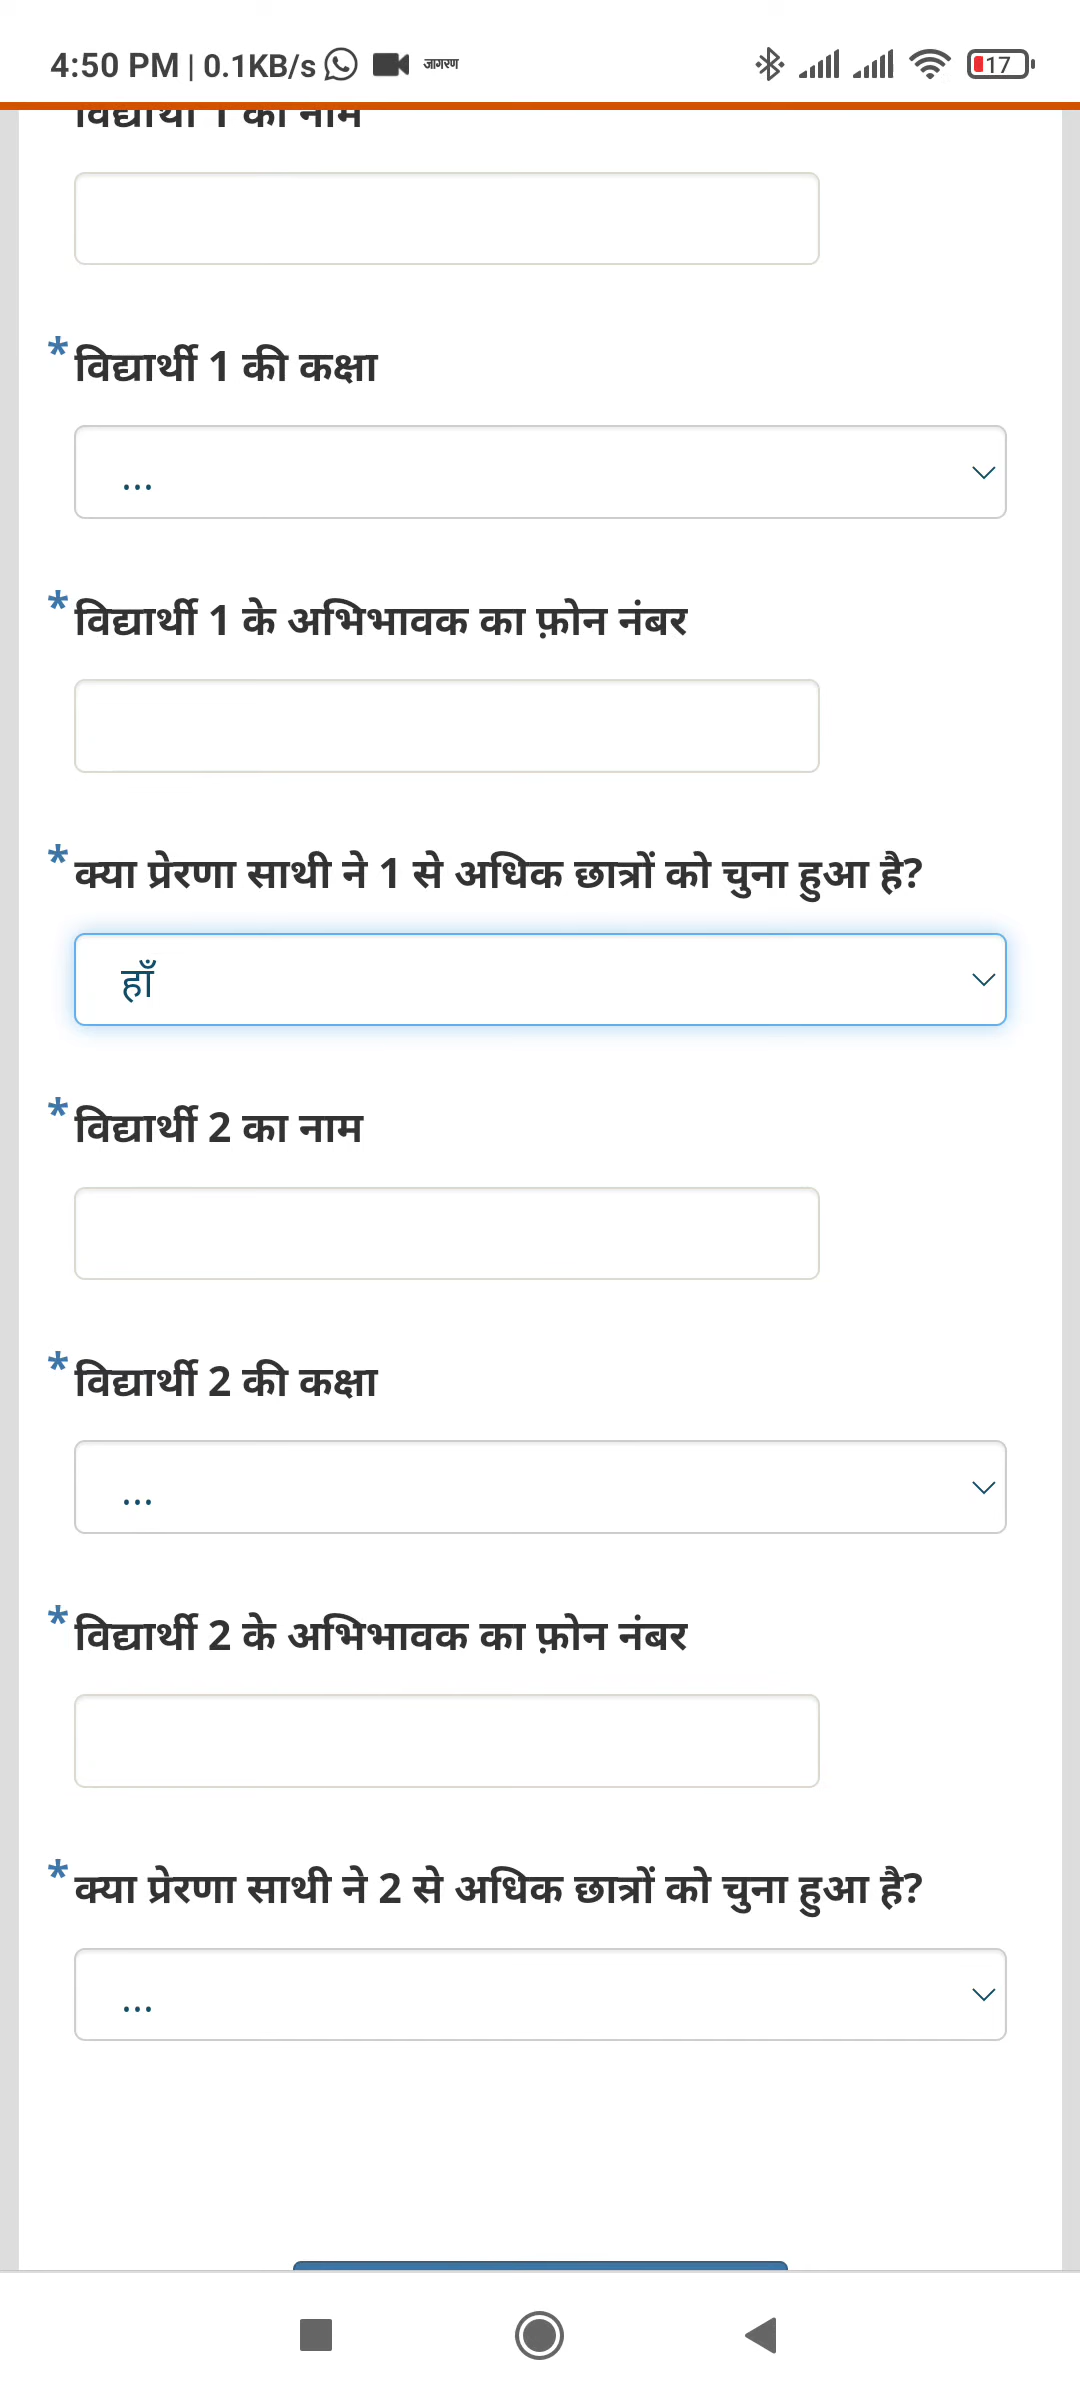 4:50 PM | 0.1KB/s जागरण 17
विद्यार्थी 1 का नाम
* विद्यार्थी 1 की कक्षा
...
* विद्यार्थी 1 के अभिभावक का फ़ोन नंबर
* क्या प्रेरणा साथी ने 1 से अधिक छात्रों को चुना हुआ है?
हाँ
* विद्यार्थी 2 का नाम
* विद्यार्थी 2 की कक्षा
...
* विद्यार्थी 2 के अभिभावक का फ़ोन नंबर
* क्या प्रेरणा साथी ने 2 से अधिक छात्रों को चुना हुआ है?
...